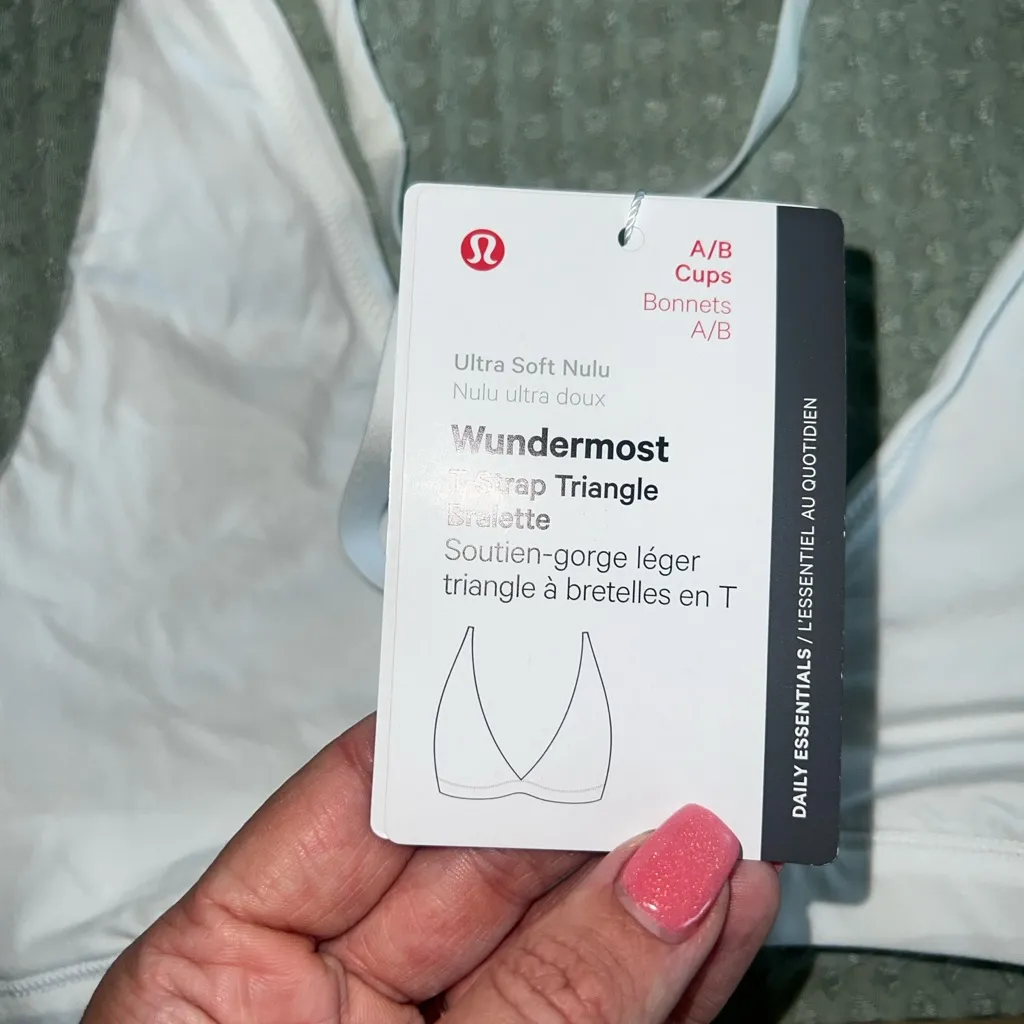 A/B
Cups
Bonnets
A/B
Ultra Soft Nulu
Nulu ultra doux
Wundermost
T-Strap Triangle
Bralette
Soutien-gorge léger
triangle à bretelles en T
DAILY ESSENTIALS / L'ESSENTIEL AU QUOTIDIEN